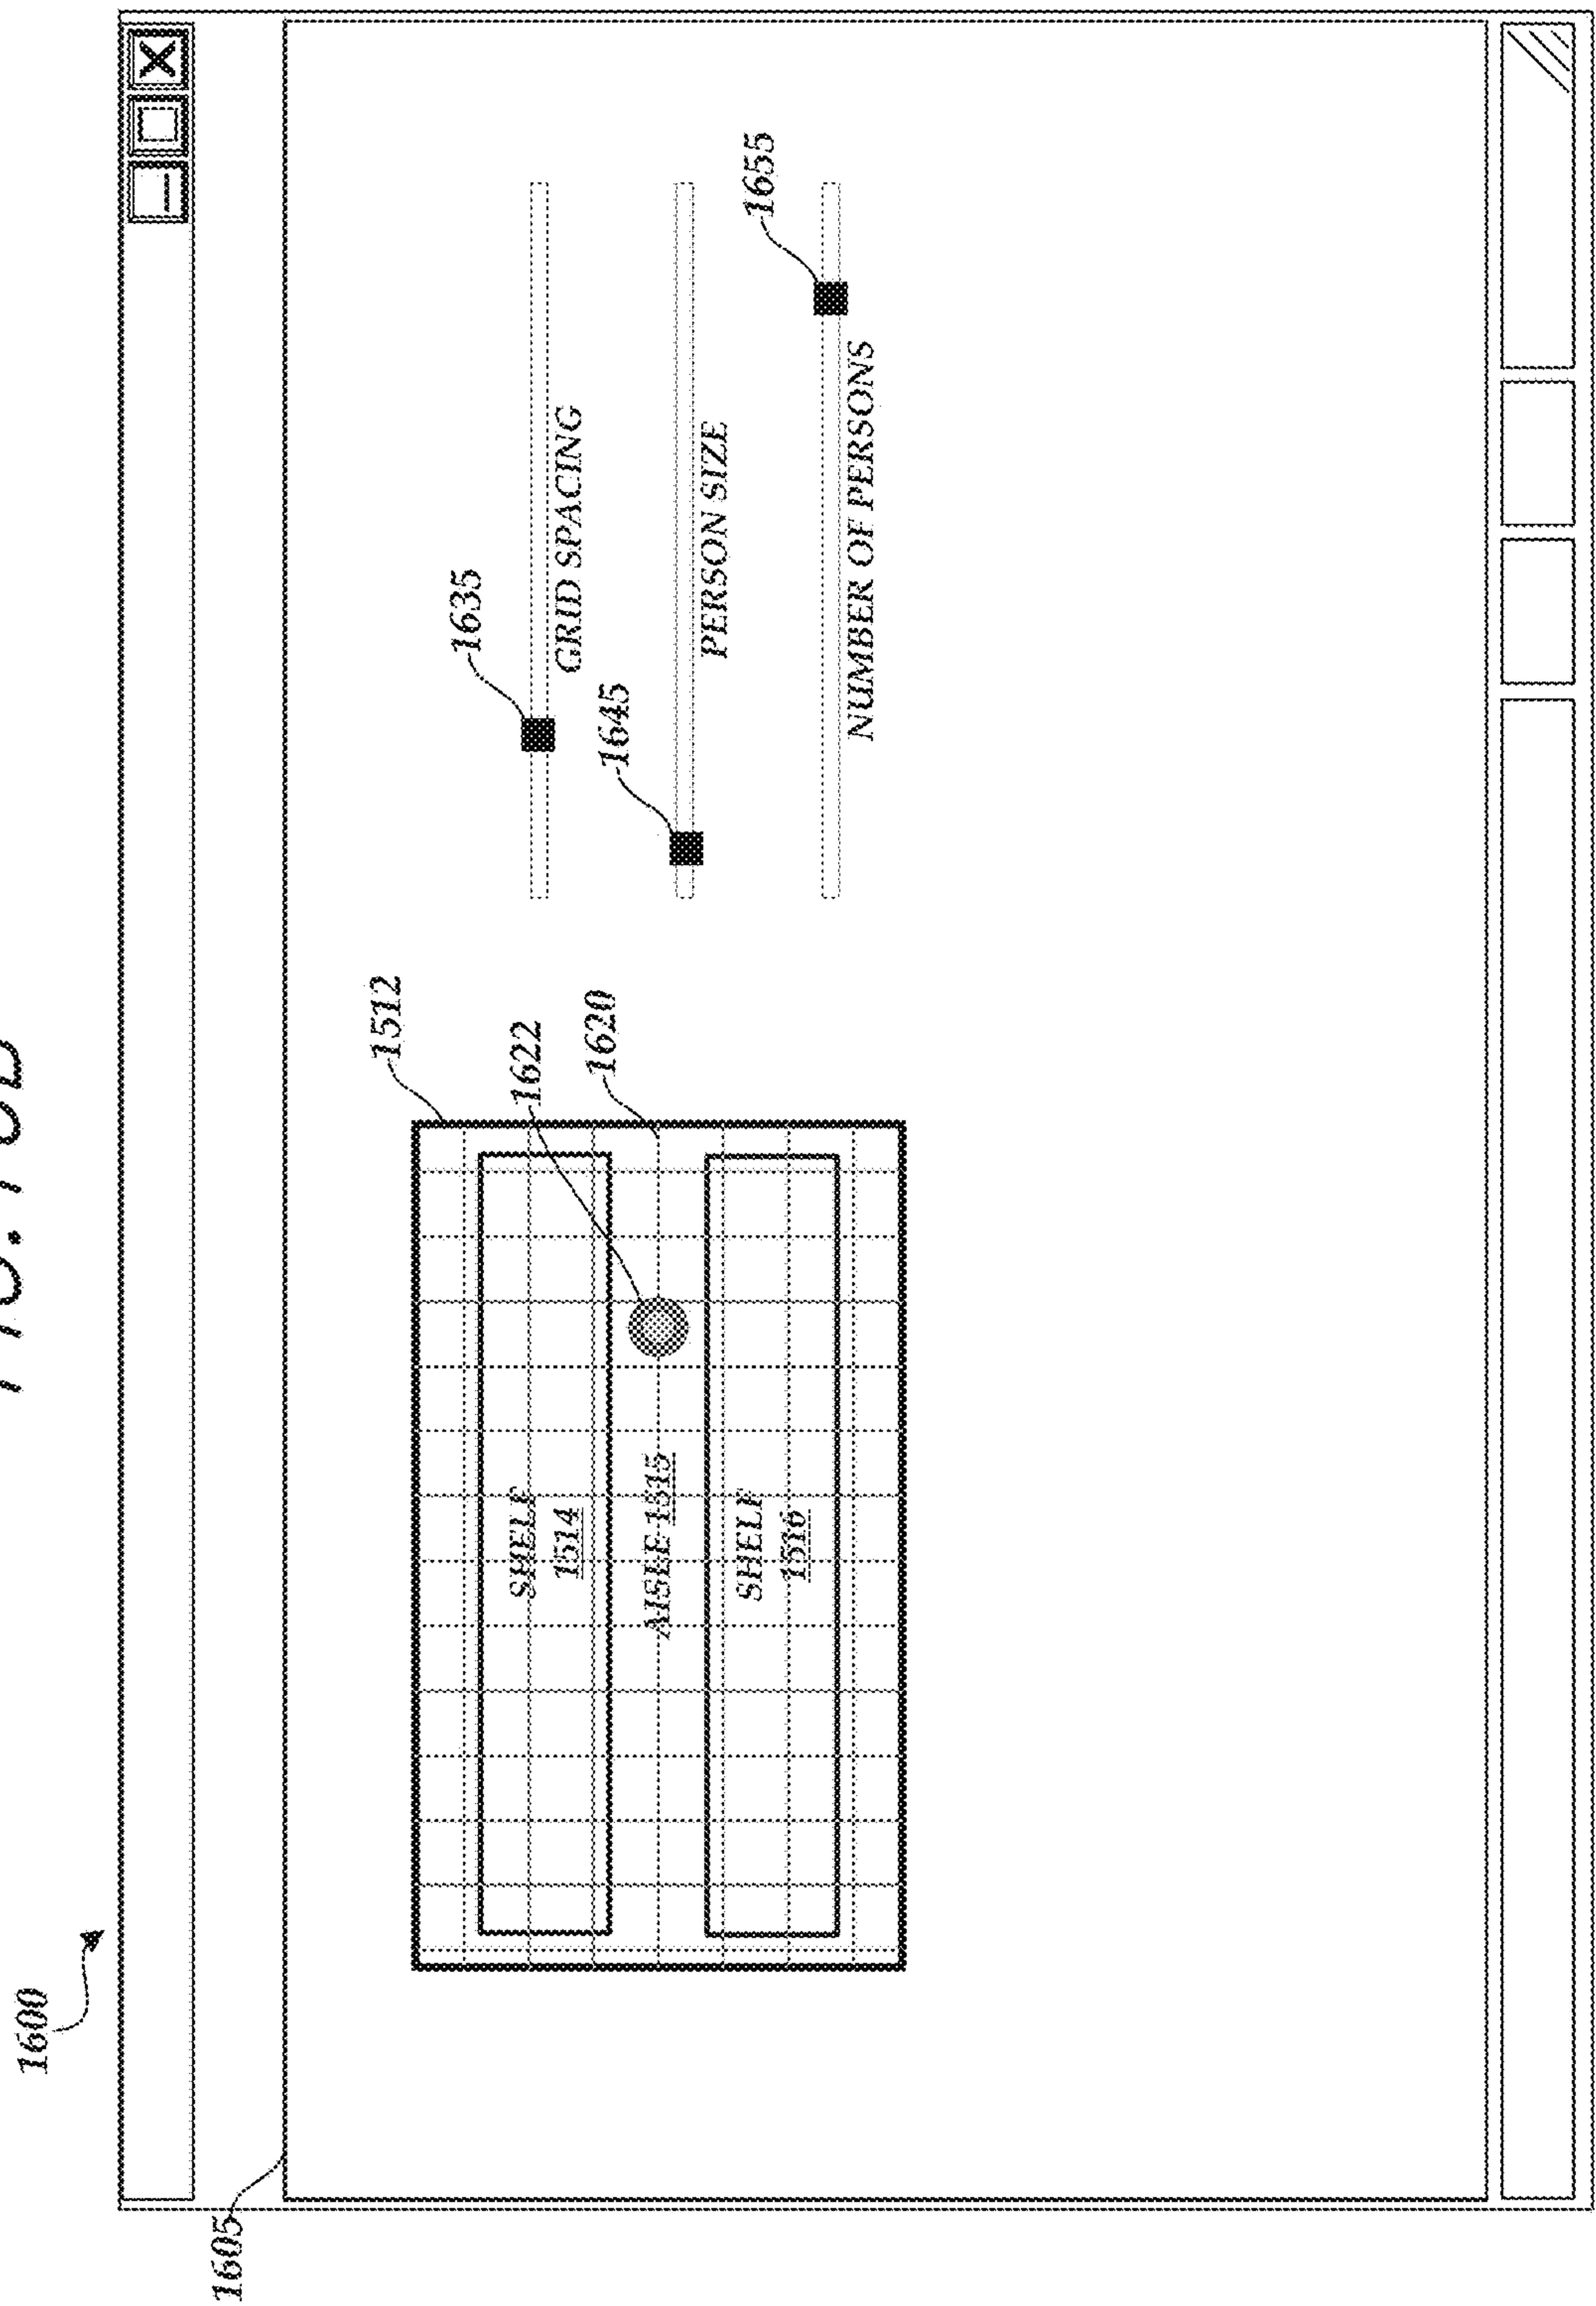 1600
1605
1512
1622
1620
SHELF
1514
AISLE 1515
SHELF
1516
1635
GRID SPACING
1645
PERSON SIZE
1655
NUMBER OF PERSONS